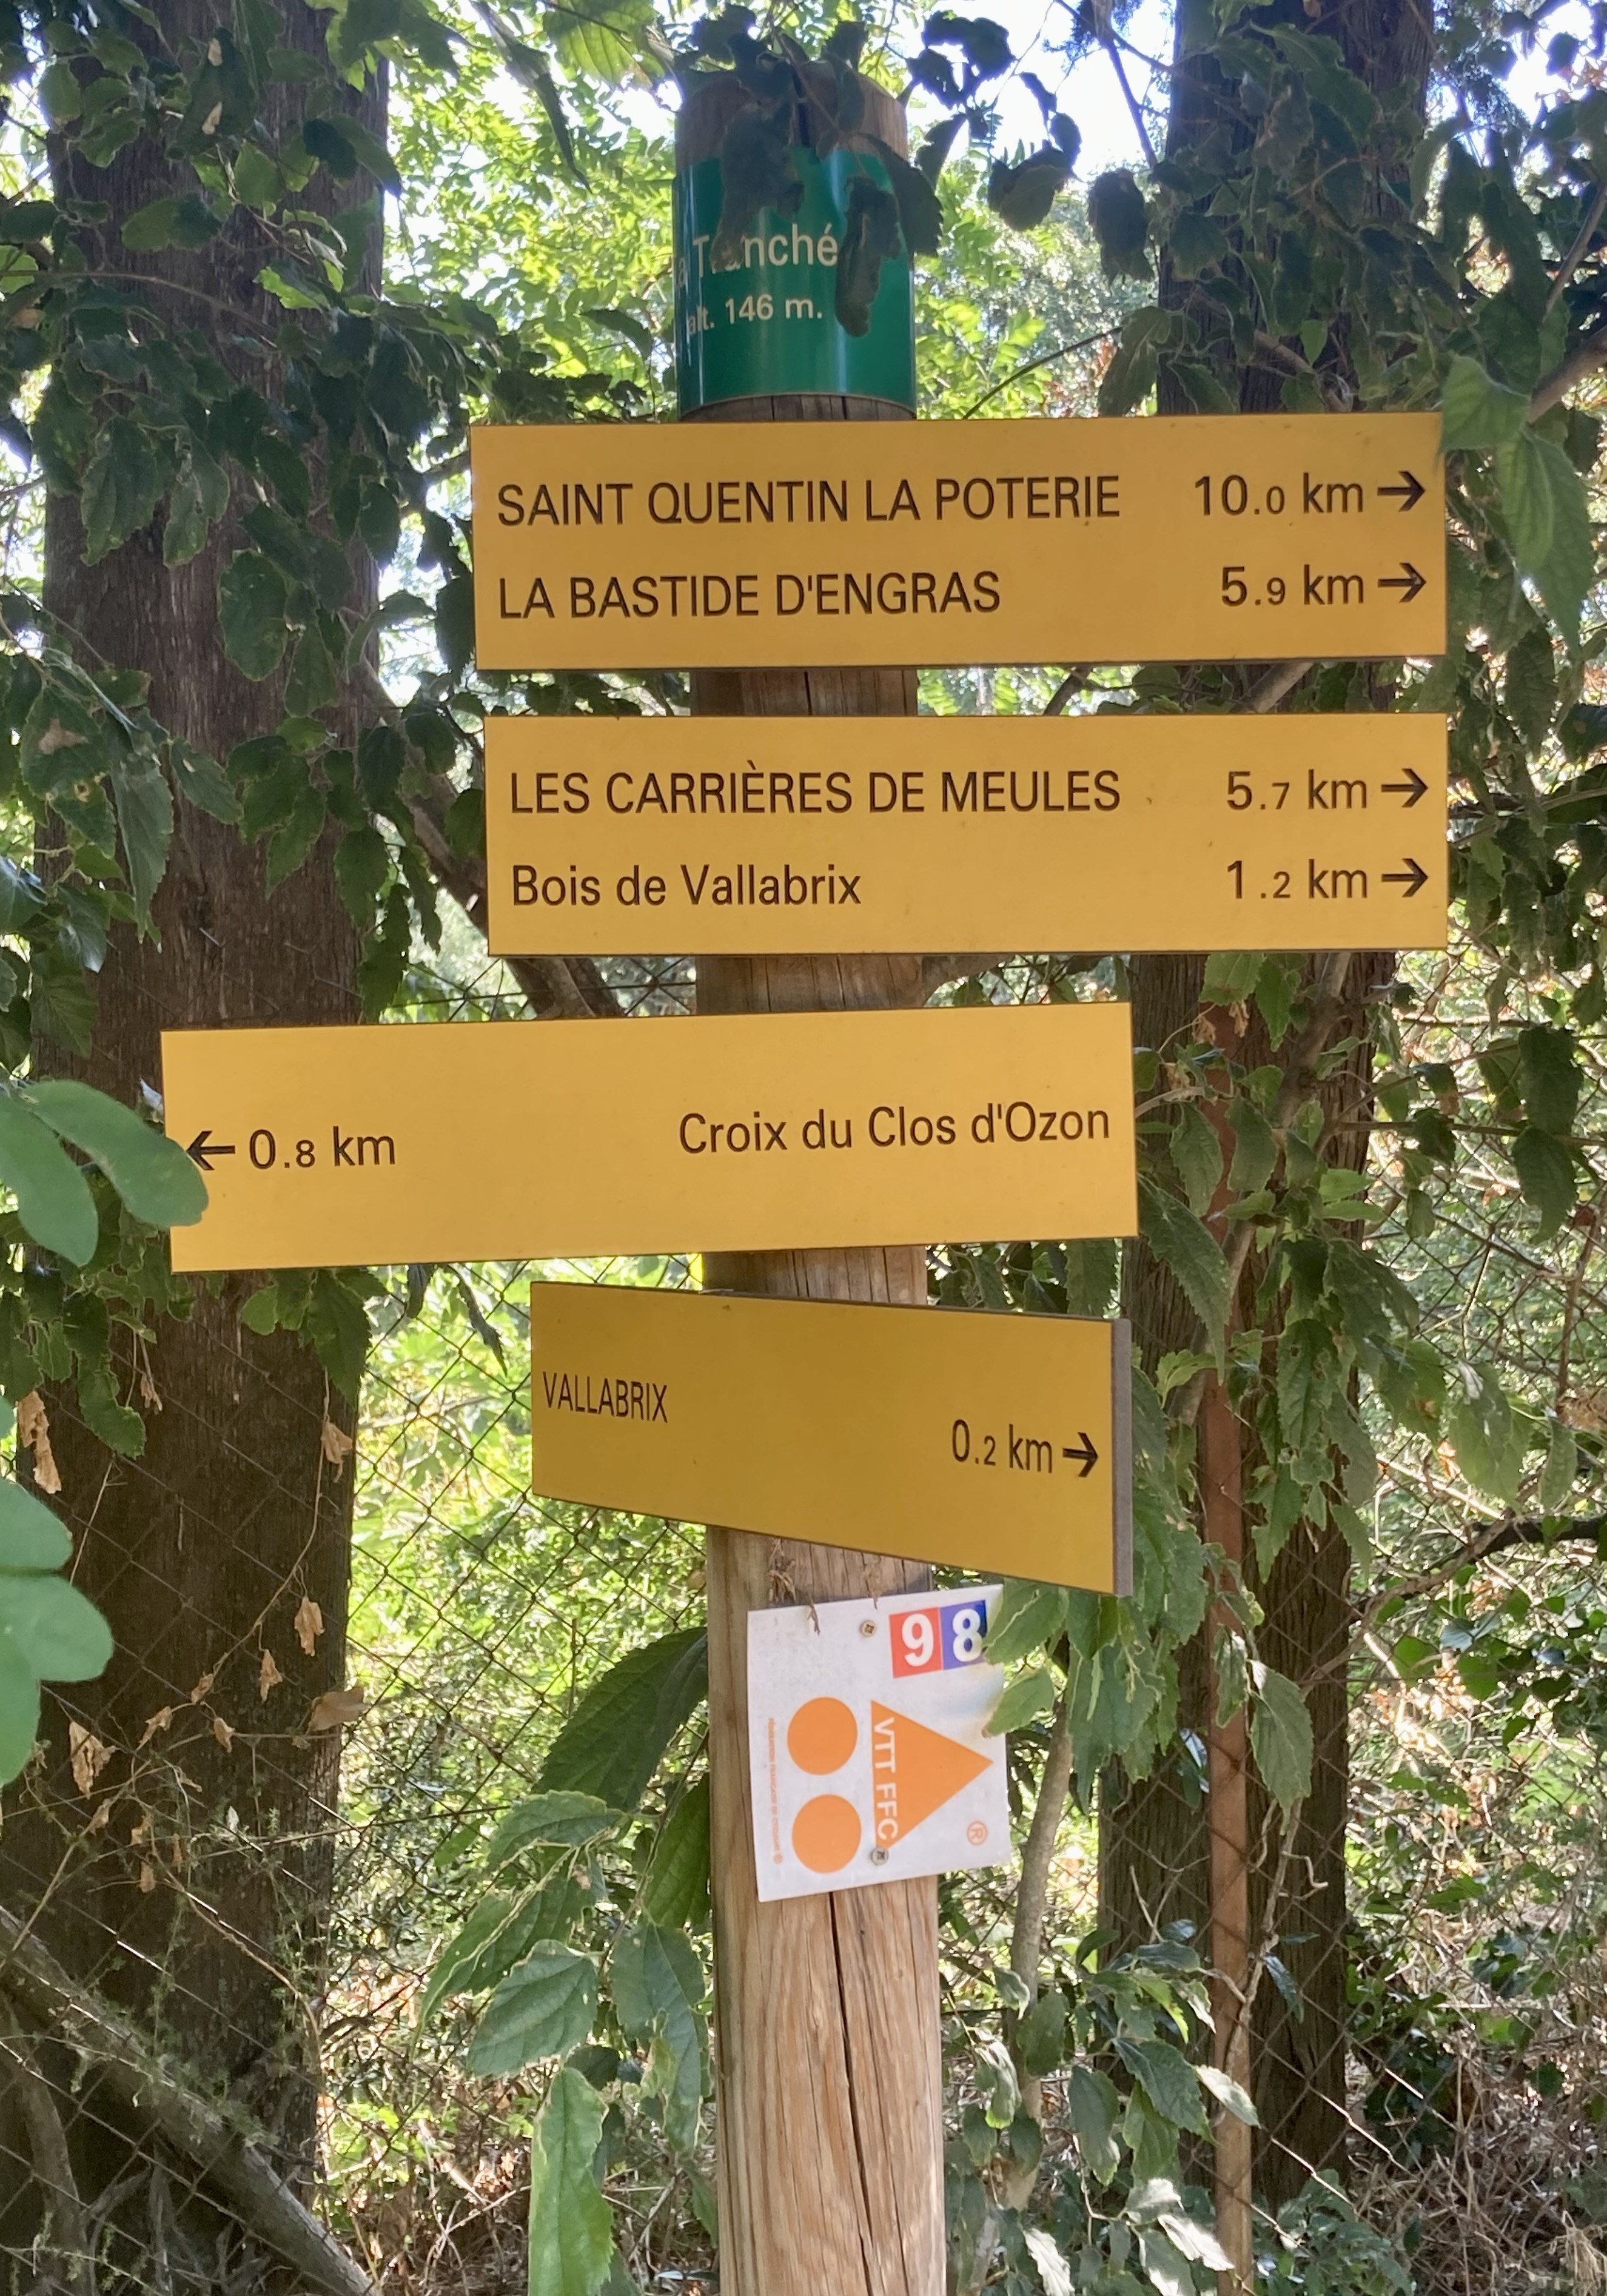 Tranché
alt. 146 m.
SAINT QUENTIN LA POTERIE 10.0 km →
LA BASTIDE D'ENGRAS 5.9 km →
LES CARRIÈRES DE MEULES 5.7 km →
Bois de Vallabrix 1.2 km →
← 0.8 km Croix du Clos d'Ozon
VALLABRIX 0.2 km →
98
VTT FFC
®